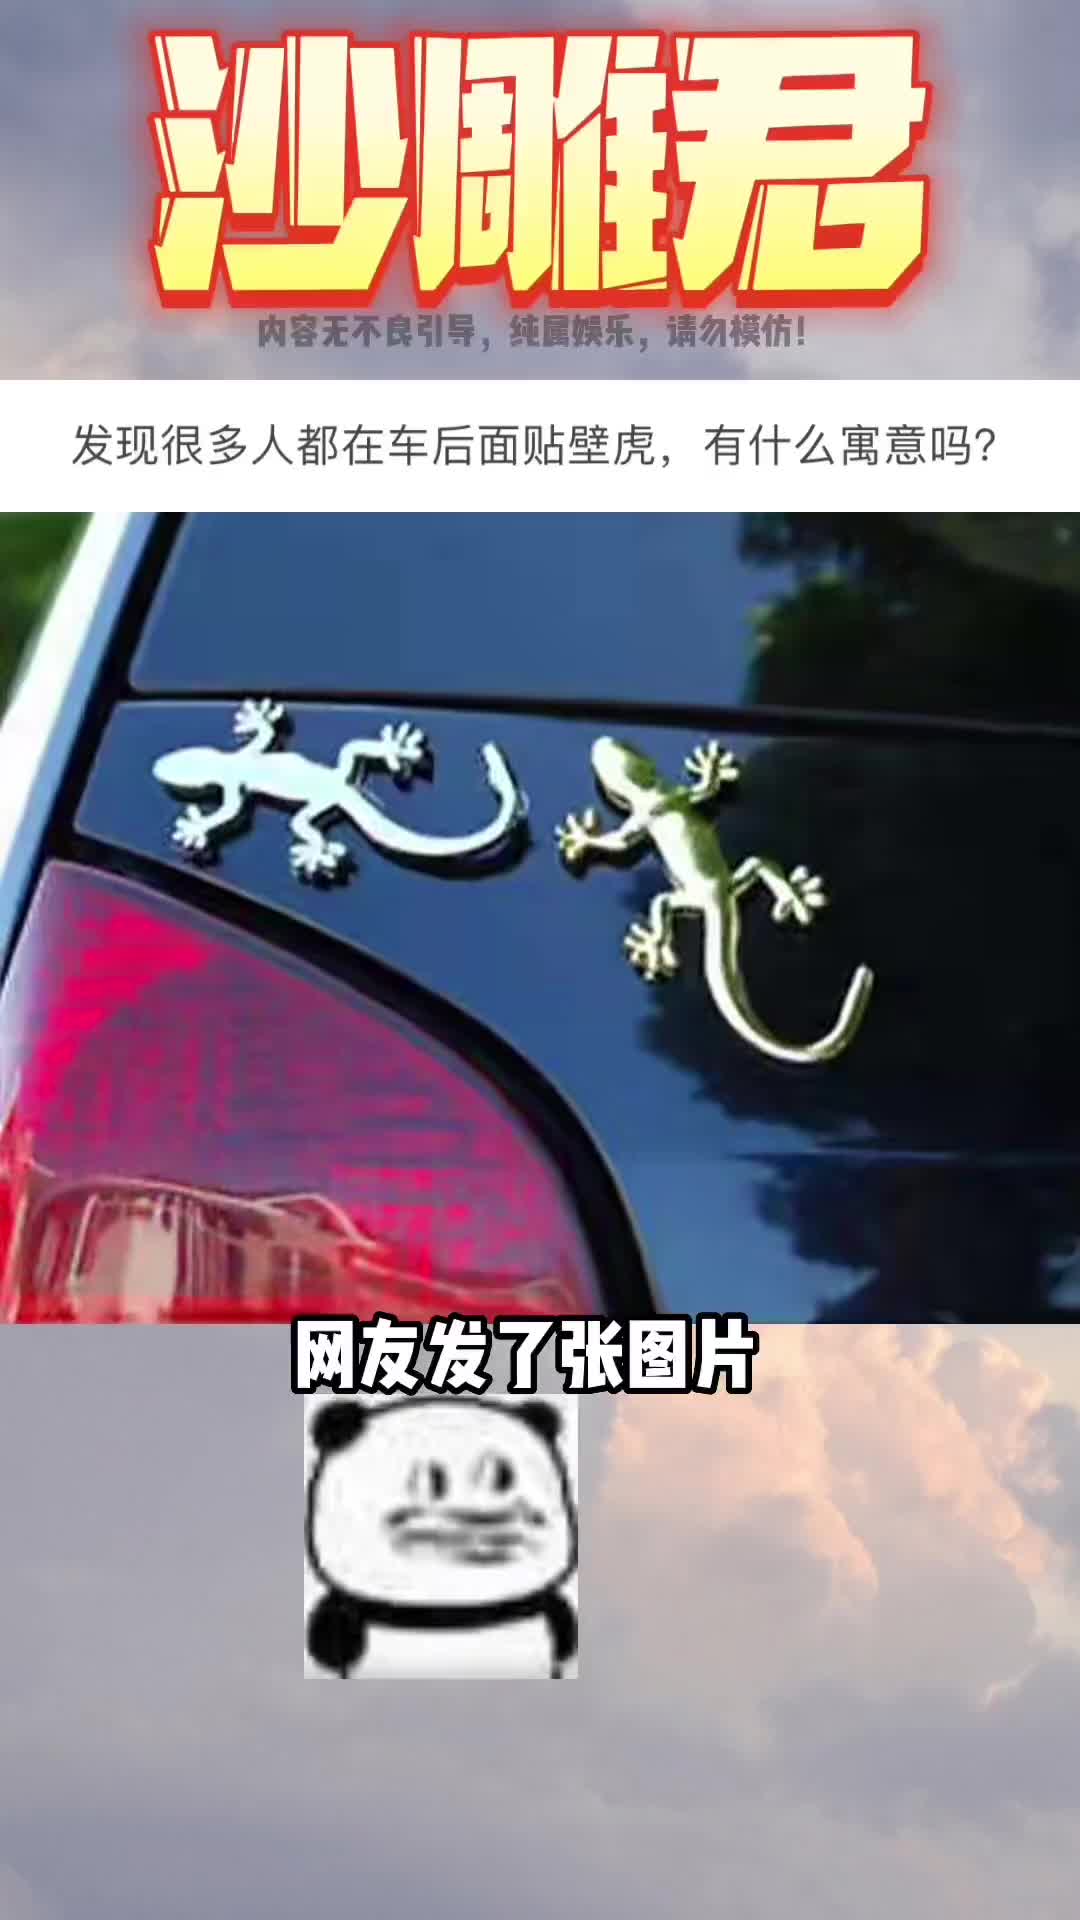 沙雕君
内容无不良引导，纯属娱乐，请勿模仿！
发现很多人都在车后面贴壁虎，有什么寓意吗？
网友发了张图片